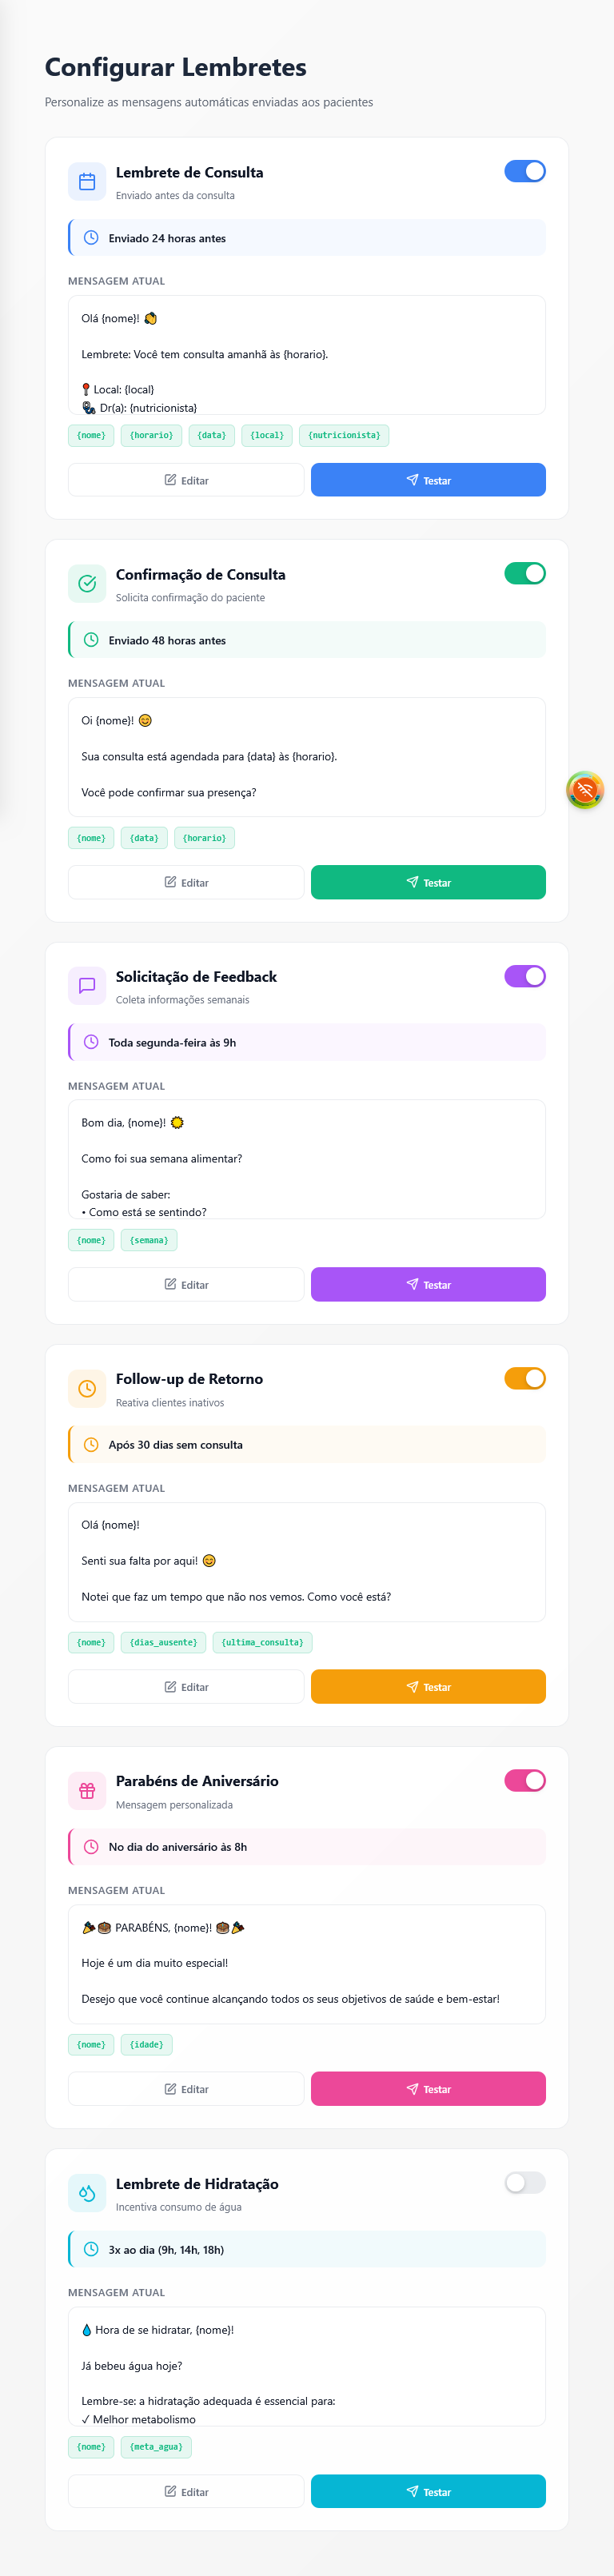 Configurar Lembretes
Personalize as mensagens automáticas enviadas aos pacientes
Lembrete de Consulta
Enviado antes da consulta
Enviado 24 horas antes
MENSAGEM ATUAL
Olá {nome}! 👋
Lembrete: Você tem consulta amanhã às {horario}.
📍 Local: {local}
🩺 Dr(a): {nutricionista}
{nome} {horario} {data} {local} {nutricionista}
Editar
Testar
Confirmação de Consulta
Solicita confirmação do paciente
Enviado 48 horas antes
MENSAGEM ATUAL
Oi {nome}! 😊
Sua consulta está agendada para {data} às {horario}.
Você pode confirmar sua presença?
{nome} {data} {horario}
Editar
Testar
Solicitação de Feedback
Coleta informações semanais
Toda segunda-feira às 9h
MENSAGEM ATUAL
Bom dia, {nome}! ☀️
Como foi sua semana alimentar?
Gostaria de saber:
• Como está se sentindo?
{nome} {semana}
Editar
Testar
Follow-up de Retorno
Reativa clientes inativos
Após 30 dias sem consulta
MENSAGEM ATUAL
Olá {nome}!
Senti sua falta por aqui! 😊
Notei que faz um tempo que não nos vemos. Como você está?
{nome} {dias_ausente} {ultima_consulta}
Editar
Testar
Parabéns de Aniversário
Mensagem personalizada
No dia do aniversário às 8h
MENSAGEM ATUAL
🎉🎂 PARABÉNS, {nome}! 🎂🎉
Hoje é um dia muito especial!
Desejo que você continue alcançando todos os seus objetivos de saúde e bem-estar!
{nome} {idade}
Editar
Testar
Lembrete de Hidratação
Incentiva consumo de água
3x ao dia (9h, 14h, 18h)
MENSAGEM ATUAL
💧 Hora de se hidratar, {nome}!
Já bebeu água hoje?
Lembre-se: a hidratação adequada é essencial para:
✓ Melhor metabolismo
{nome} {meta_agua}
Editar
Testar